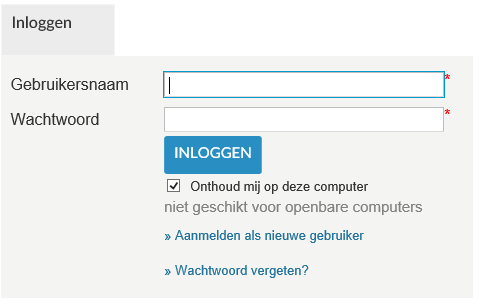 Inloggen
Gebruikersnaam *
Wachtwoord *
INLOGGEN
Onthoud mij op deze computer
niet geschikt voor openbare computers
» Aanmelden als nieuwe gebruiker
» Wachtwoord vergeten?